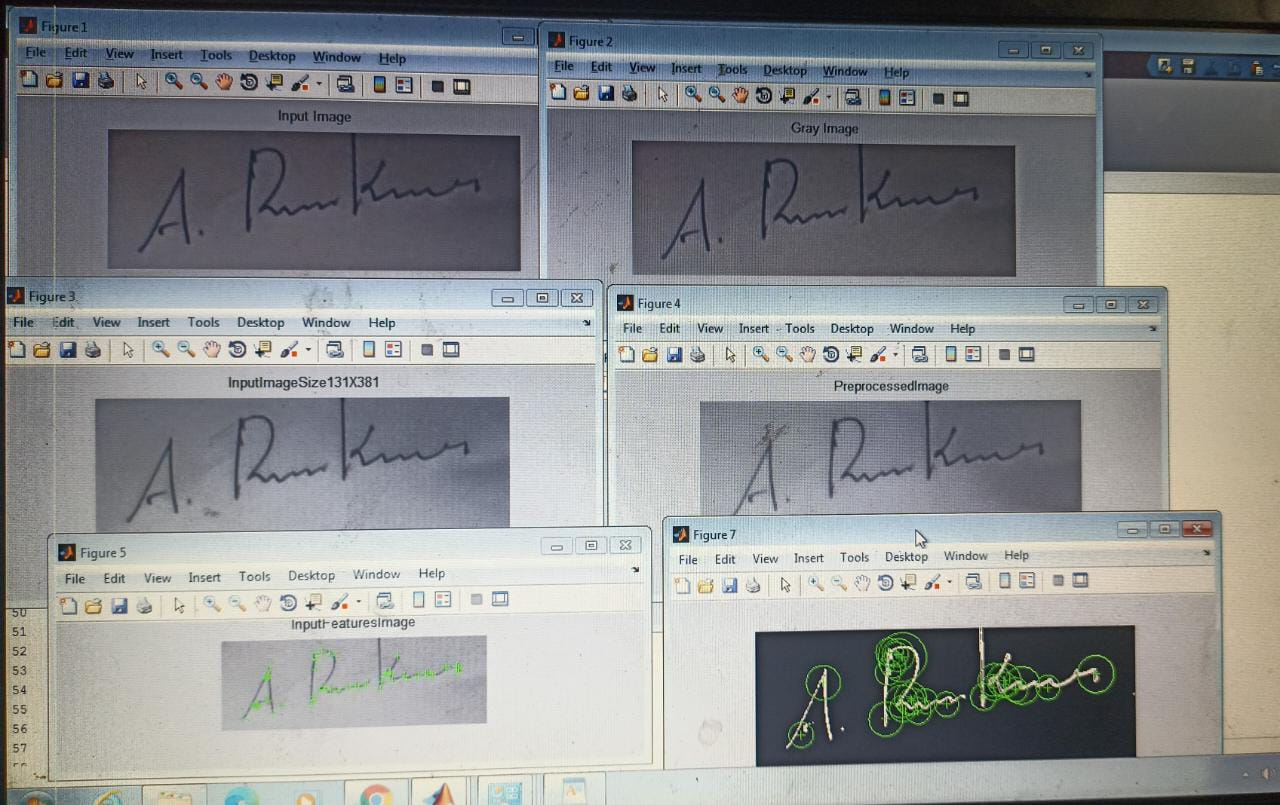 Figure 1
File Edit View Insert Tools Desktop Window Help
Input Image
A.
Figure 2
File Edit View Insert Tools Desktop Window Help
Gray Image
A.
Figure 3
File Edit View Insert Tools Desktop Window Help
InputImageSize131X381
A.
Figure 4
File Edit View Insert Tools Desktop Window Help
PreprocessedImage
A.
Figure 5
File Edit View Insert Tools Desktop Window Help
InputFeaturesImage
A.
Figure 7
File Edit View Insert Tools Desktop Window Help
A.
50
51
52
53
54
55
56
57